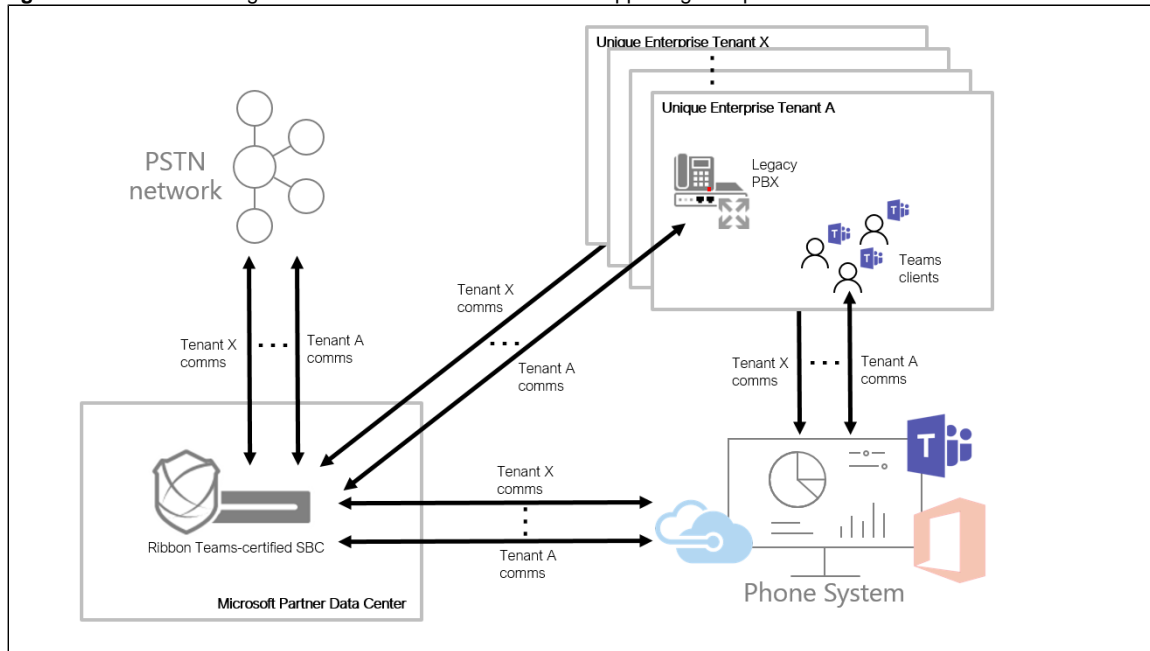 Unique Enterprise Tenant X
Unique Enterprise Tenant A
Legacy
PBX
Teams
clients
PSTN
network
Tenant X
comms
Tenant A
comms
Tenant X
comms
Tenant A
comms
Tenant X
comms
Tenant A
comms
Tenant X
comms
Tenant A
comms
Ribbon Teams-certified SBC
Microsoft Partner Data Center
Phone System